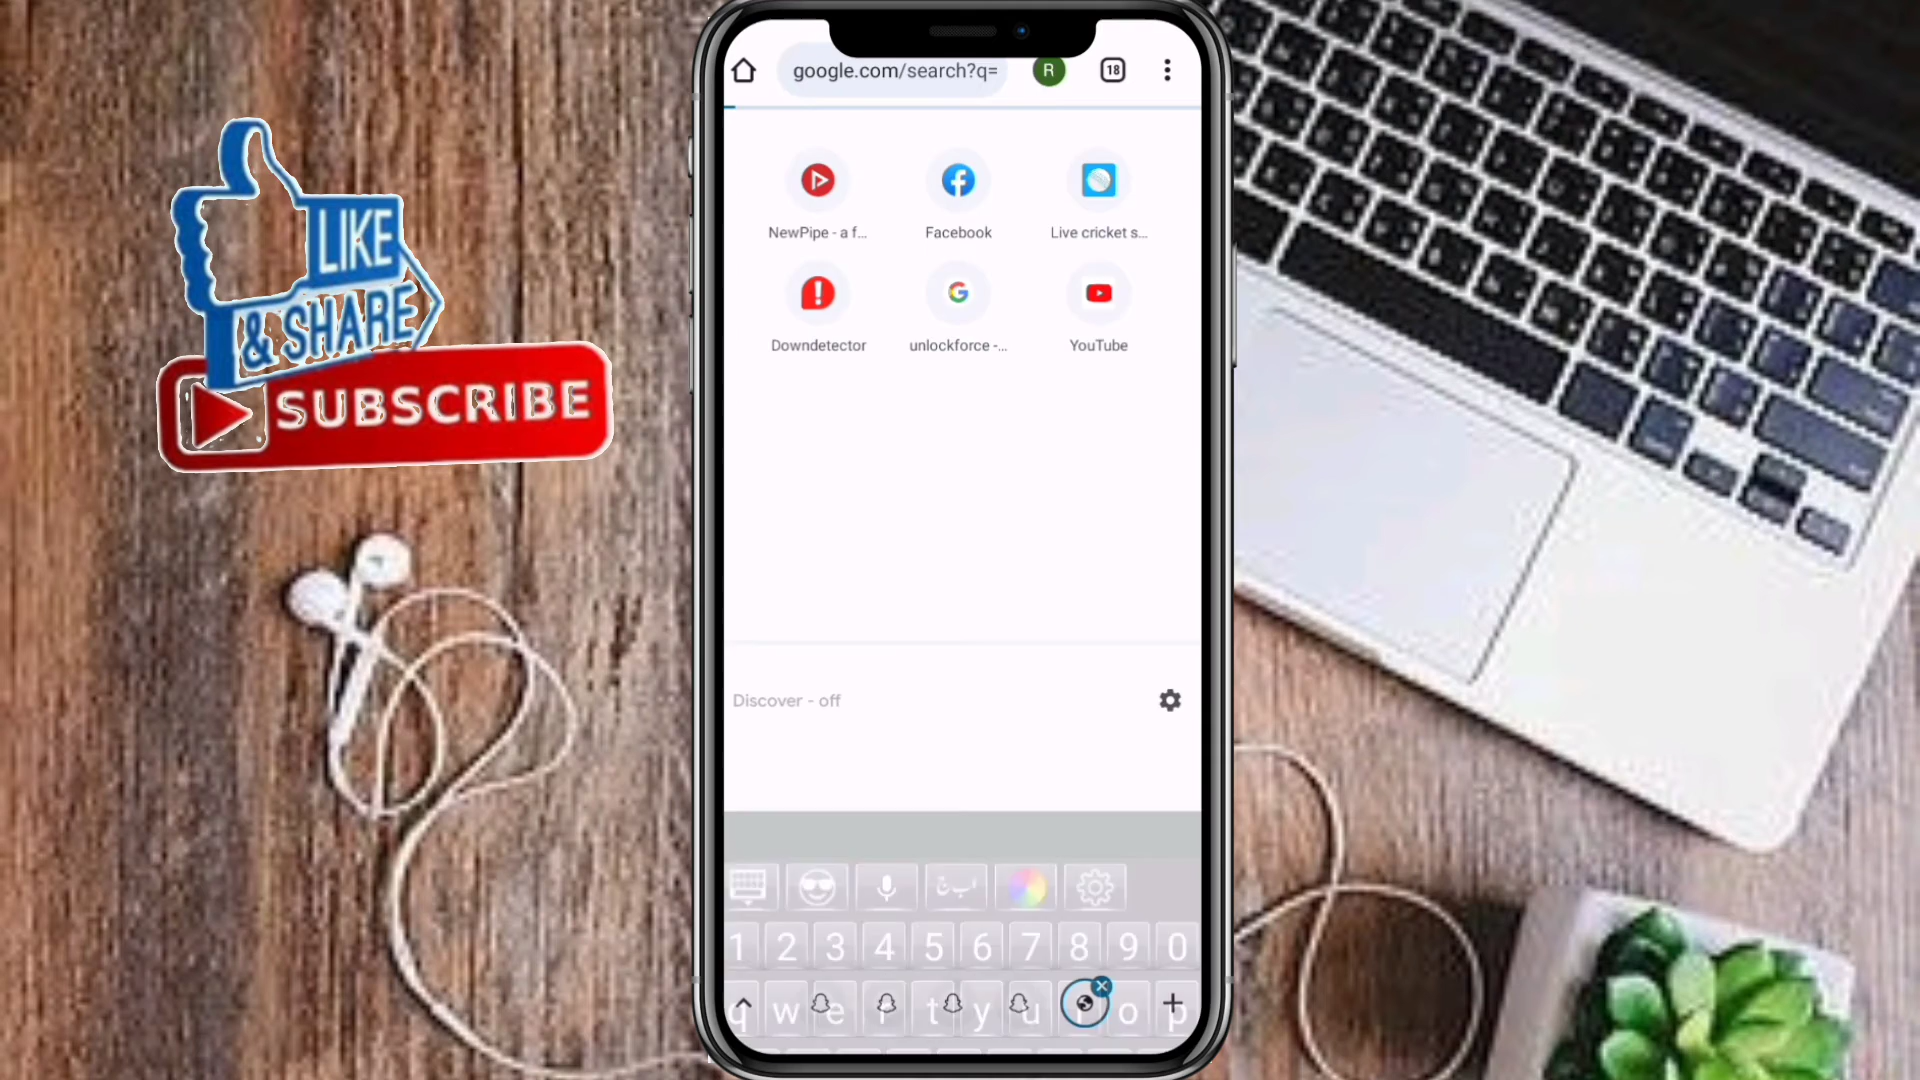 google.com/search?q=
R
18
NewPipe - a f...
Facebook
Live cricket s...
Downdetector
unlockforce -...
YouTube
LIKE
& SHARE
SUBSCRIBE
Discover - off
ا ب ج
1 2 3 4 5 6 7 8 9 0
q w e r t y u i o p